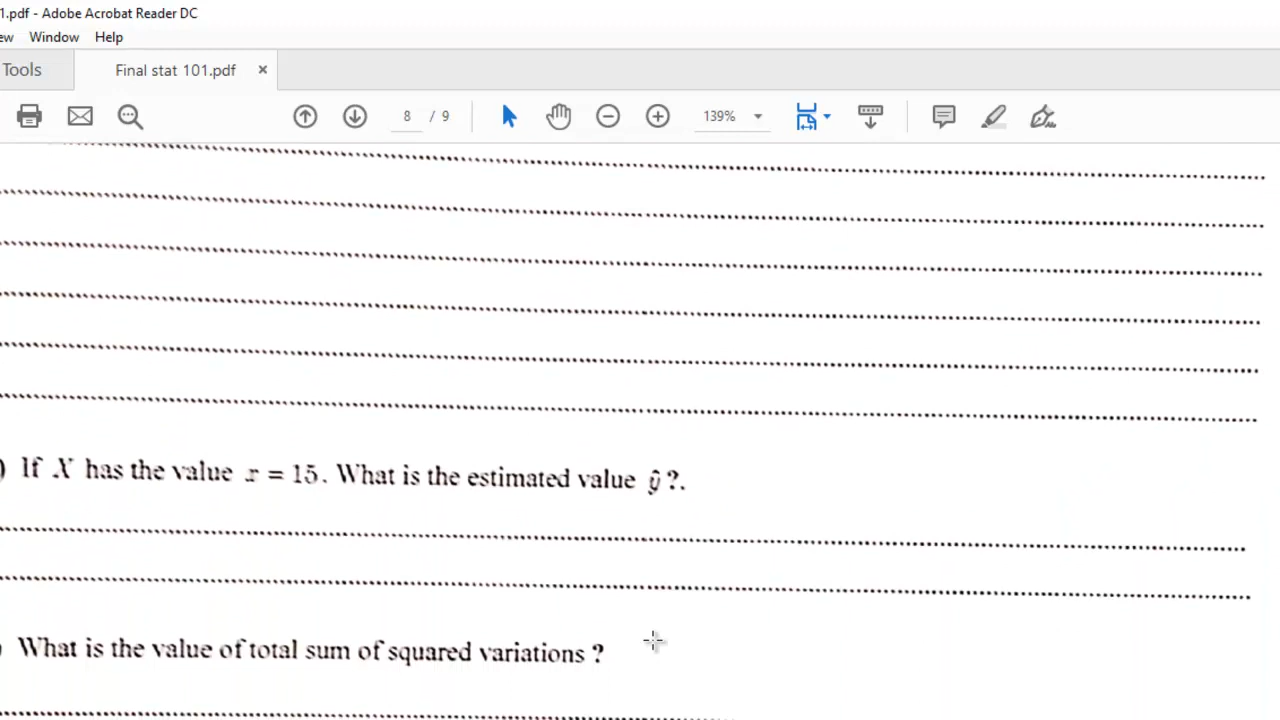 1.pdf - Adobe Acrobat Reader DC
ew Window Help
Tools Final stat 101.pdf ×
8 / 9 139%
) If X has the value x = 15. What is the estimated value ŷ ?.
) What is the value of total sum of squared variations ?